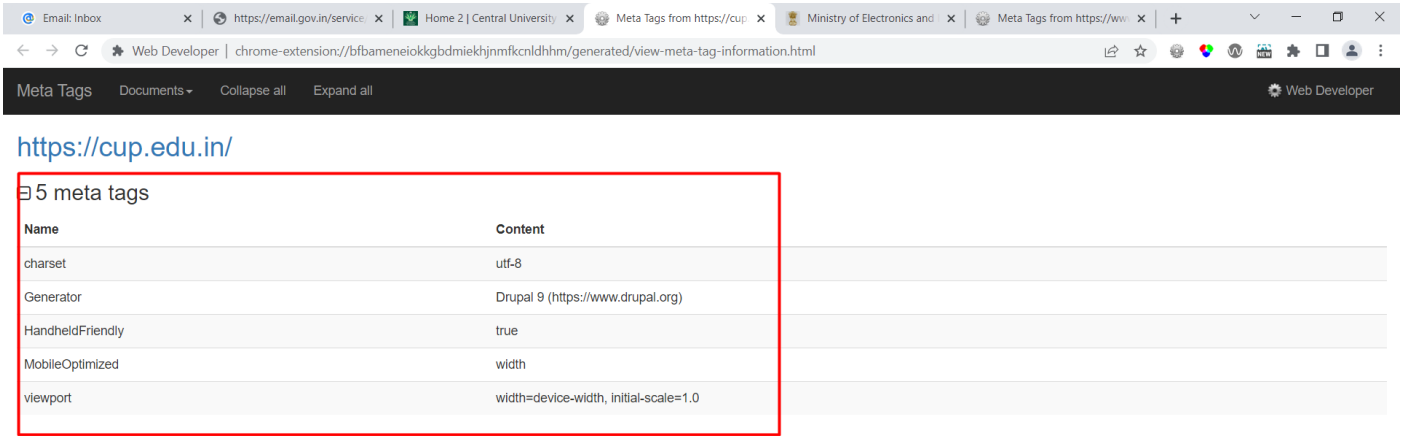 Email: Inbox
https://email.gov.in/service
Home 2 | Central University
Meta Tags from https://cup
Ministry of Electronics and
Meta Tags from https://ww
Web Developer | chrome-extension://bfbameneiokkgbdmiekhjnmfkcnldhhm/generated/view-meta-tag-information.html
NEW
Meta Tags Documents Collapse all Expand all Web Developer
https://cup.edu.in/
5 meta tags
Name Content
charset utf-8
Generator Drupal 9 (https://www.drupal.org)
HandheldFriendly true
MobileOptimized width
viewport width=device-width, initial-scale=1.0